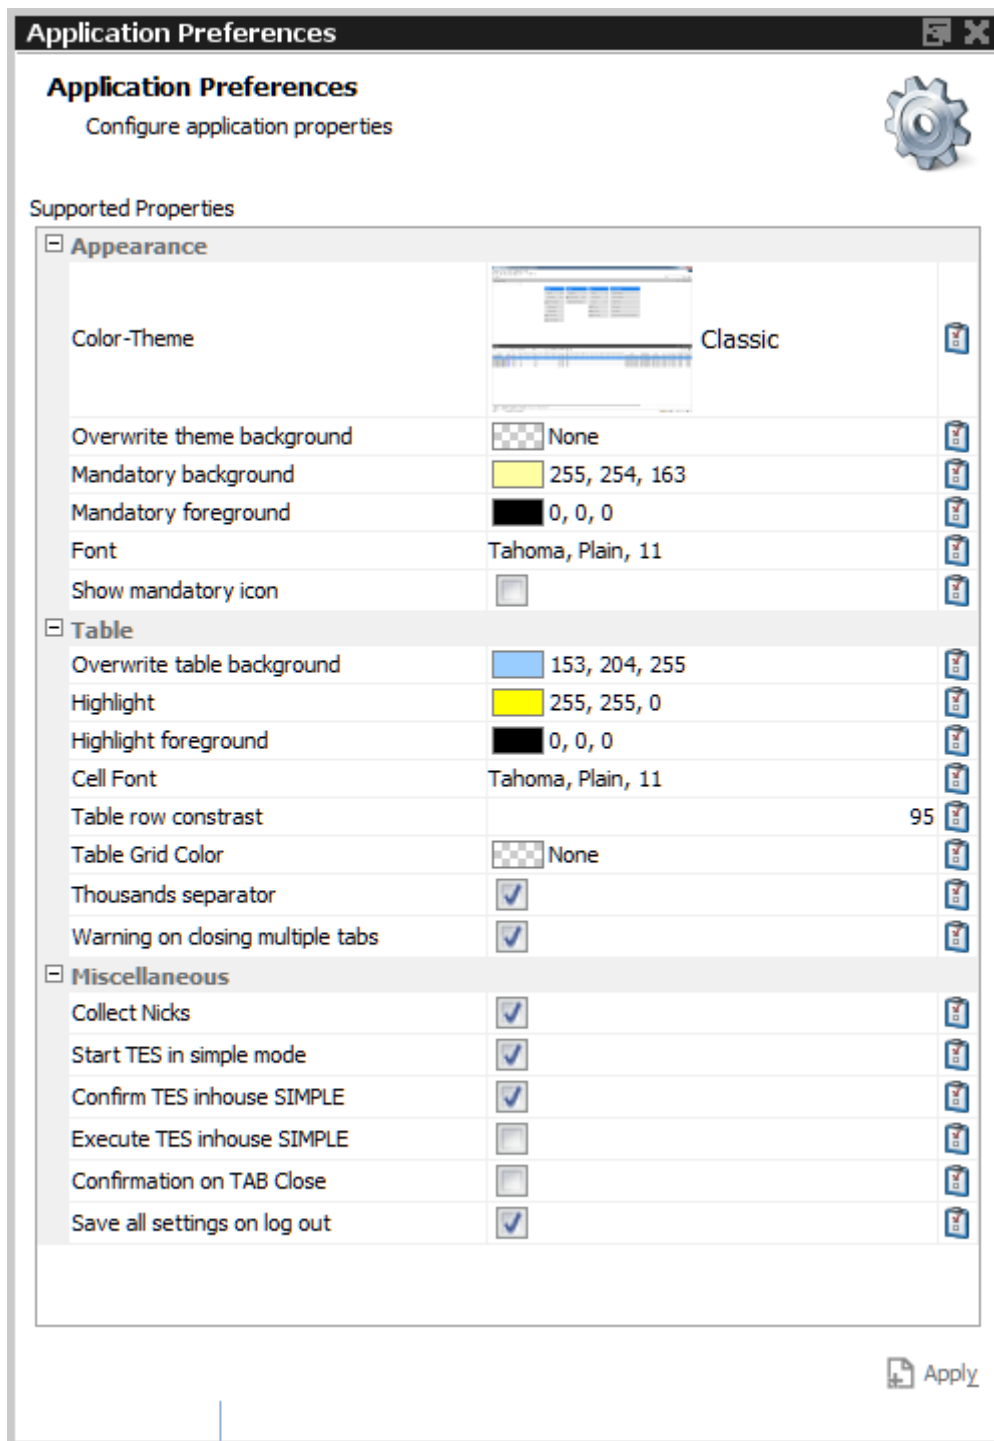 Application Preferences
Application Preferences
Configure application properties
Supported Properties
Appearance
Color-Theme Classic
Overwrite theme background None
Mandatory background 255, 254, 163
Mandatory foreground 0, 0, 0
Font Tahoma, Plain, 11
Show mandatory icon
Table
Overwrite table background 153, 204, 255
Highlight 255, 255, 0
Highlight foreground 0, 0, 0
Cell Font Tahoma, Plain, 11
Table row constrast 95
Table Grid Color None
Thousands separator
Warning on closing multiple tabs
Miscellaneous
Collect Nicks
Start TES in simple mode
Confirm TES inhouse SIMPLE
Execute TES inhouse SIMPLE
Confirmation on TAB Close
Save all settings on log out
Apply